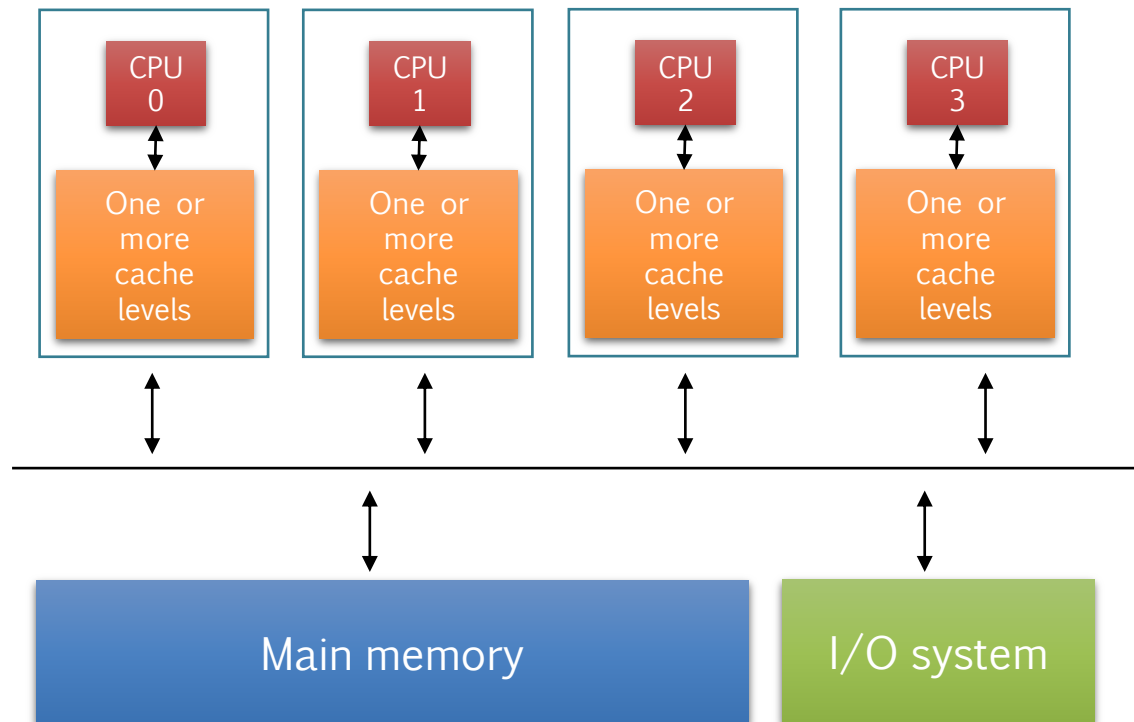 CPU
0
CPU
1
CPU
2
CPU
3
One or
more
cache
levels
One or
more
cache
levels
One or
more
cache
levels
One or
more
cache
levels
Main memory
I/O system